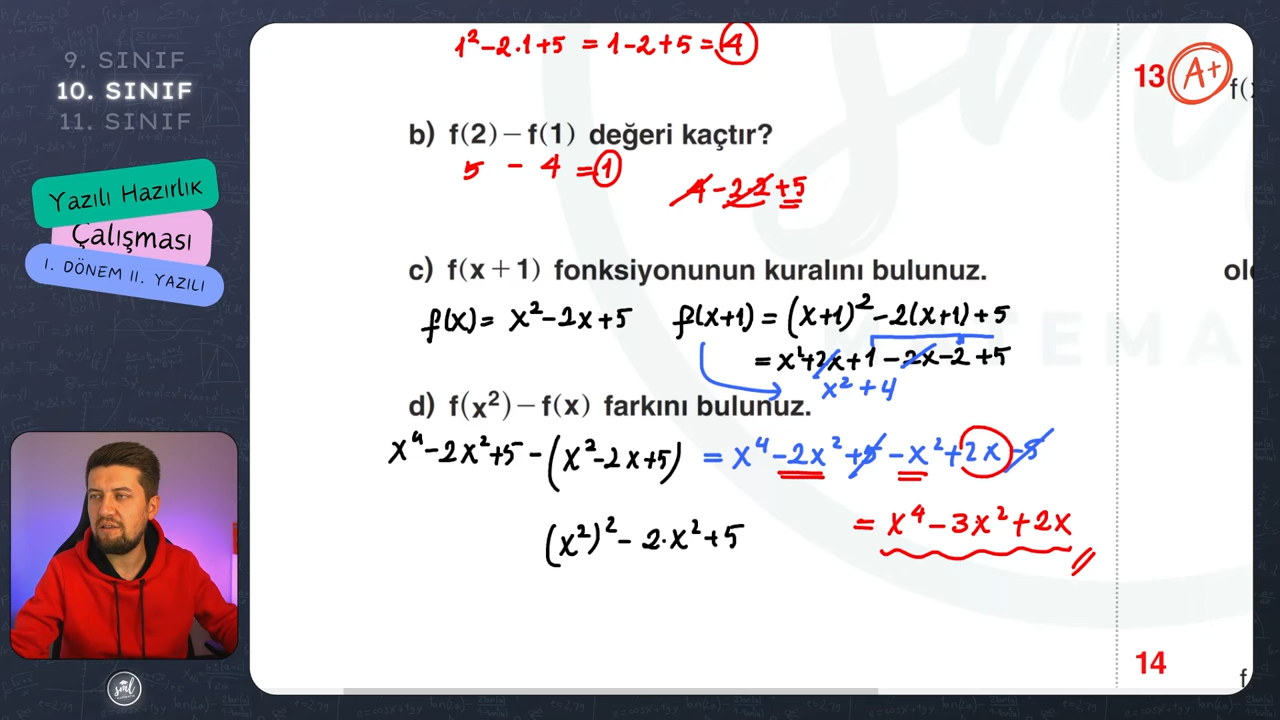 9. SINIF
10. SINIF
11. SINIF
Yazılı Hazırlık
Çalışması
I. DÖNEM II. YAZILI
sml
1² - 2.1 + 5 = 1 - 2 + 5 = 4
b) f(2) - f(1) değeri kaçtır?
5 - 4 = 1
4 - 2.2 + 5
c) f(x + 1) fonksiyonunun kuralını bulunuz.
f(x) = x² - 2x + 5 f(x+1) = (x+1)² - 2(x+1) + 5
= x² + 2x + 1 - 2x - 2 + 5
x² + 4
d) f(x²) - f(x) farkını bulunuz.
x⁴ - 2x² + 5 - (x² - 2x + 5) = x⁴ - 2x² + 5 - x² + 2x - 5
= x⁴ - 3x² + 2x
(x²)² - 2.x² + 5
13 A+
f(
14
f